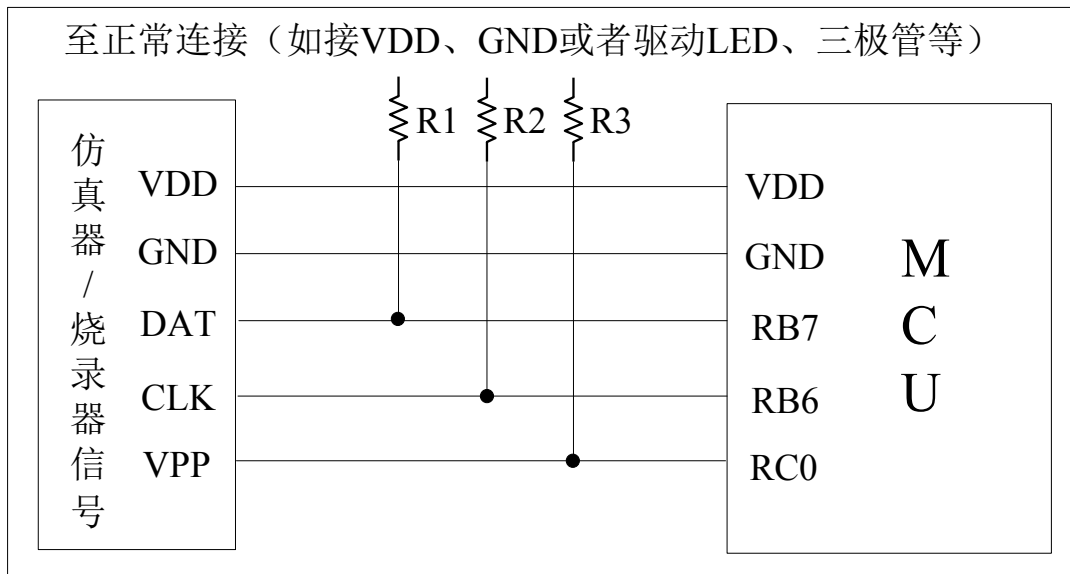 至正常连接（如接VDD、GND或者驱动LED、三极管等）
R1 R2 R3
仿真器/烧录器信号
VDD
GND
DAT
CLK
VPP
VDD
GND
RB7
RB6
RC0
MCU